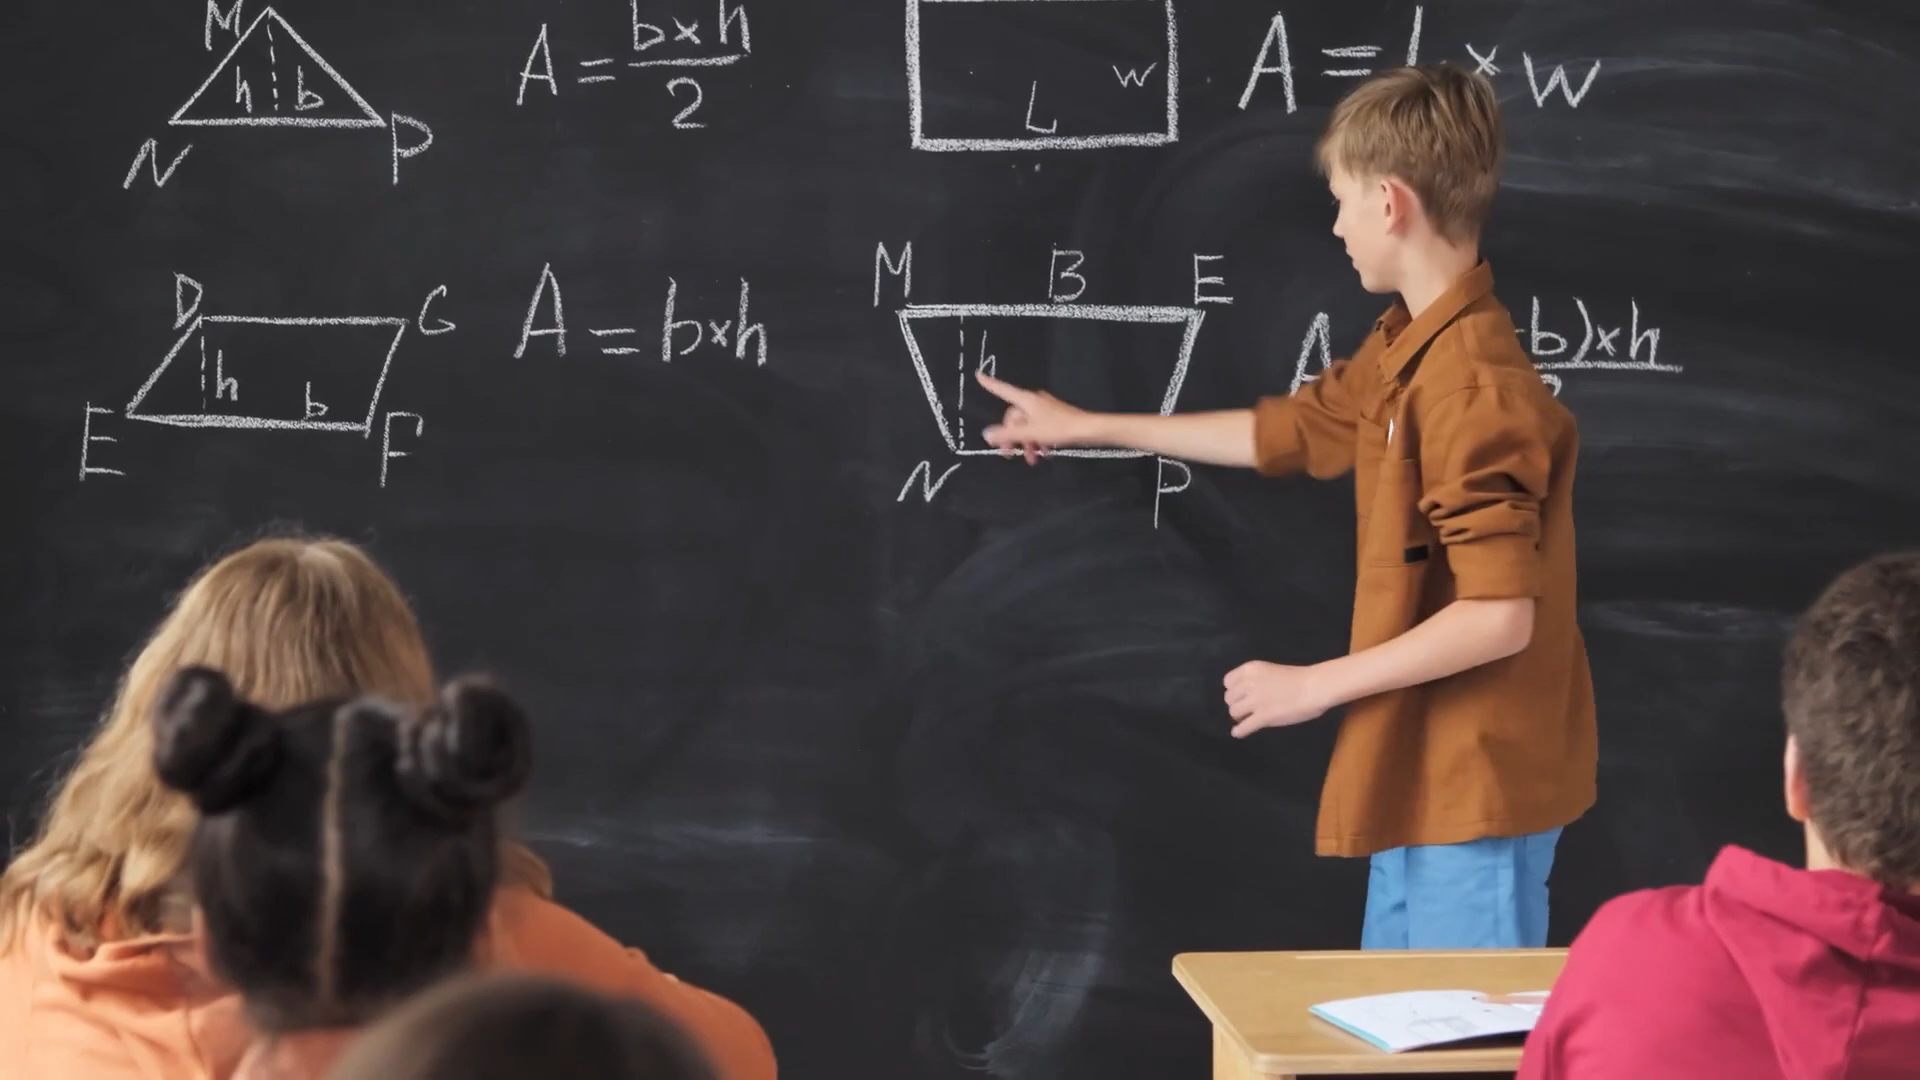 M
h b
N P
A = b×h
2
L w
A = l × w
D G
h b
E F
A = b×h
M B E
h
N P
A b)×h